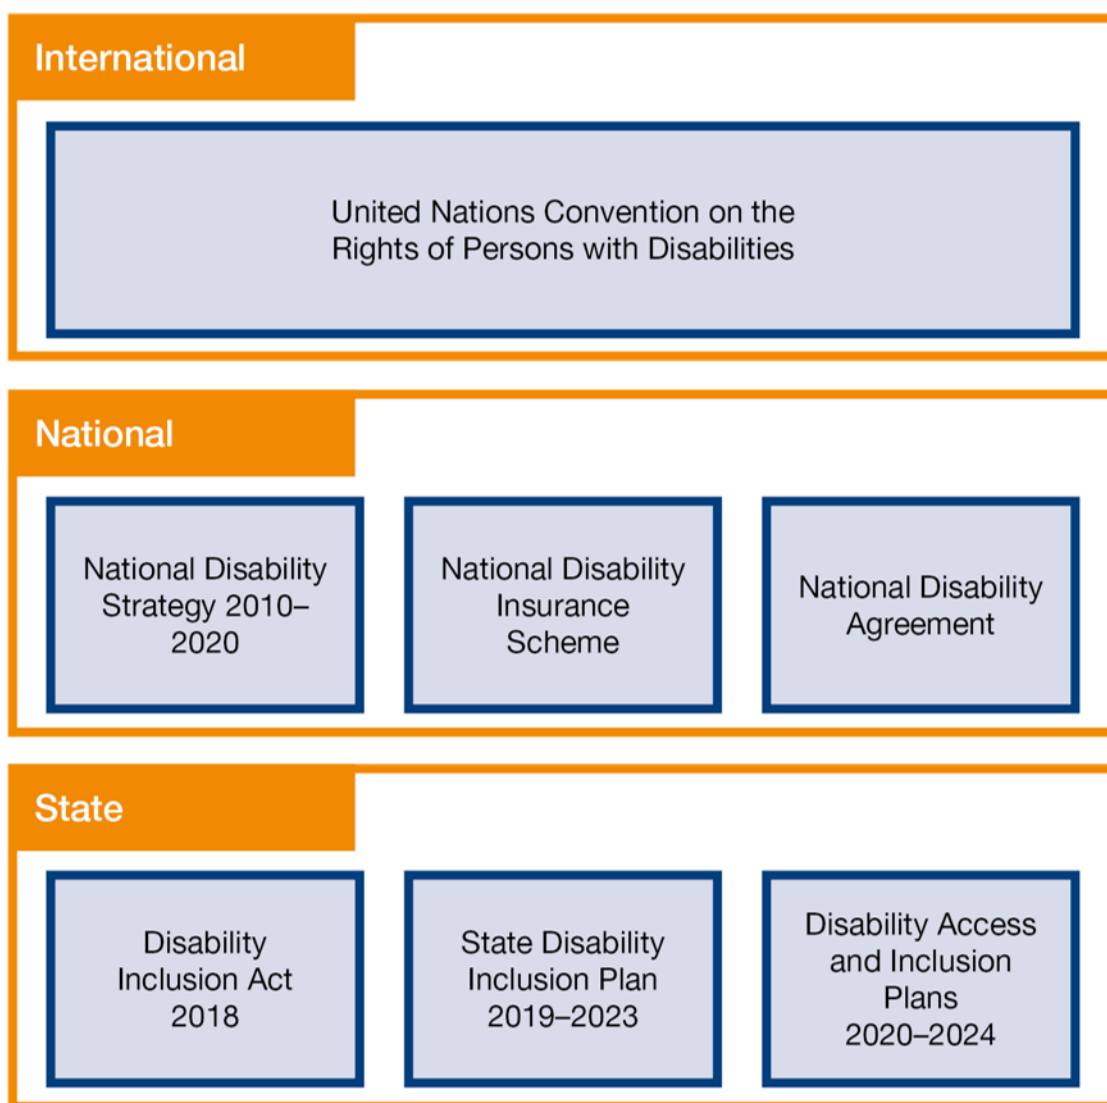 International
United Nations Convention on the
Rights of Persons with Disabilities
National
National Disability
Strategy 2010–
2020
National Disability
Insurance
Scheme
National Disability
Agreement
State
Disability
Inclusion Act
2018
State Disability
Inclusion Plan
2019–2023
Disability Access
and Inclusion
Plans
2020–2024